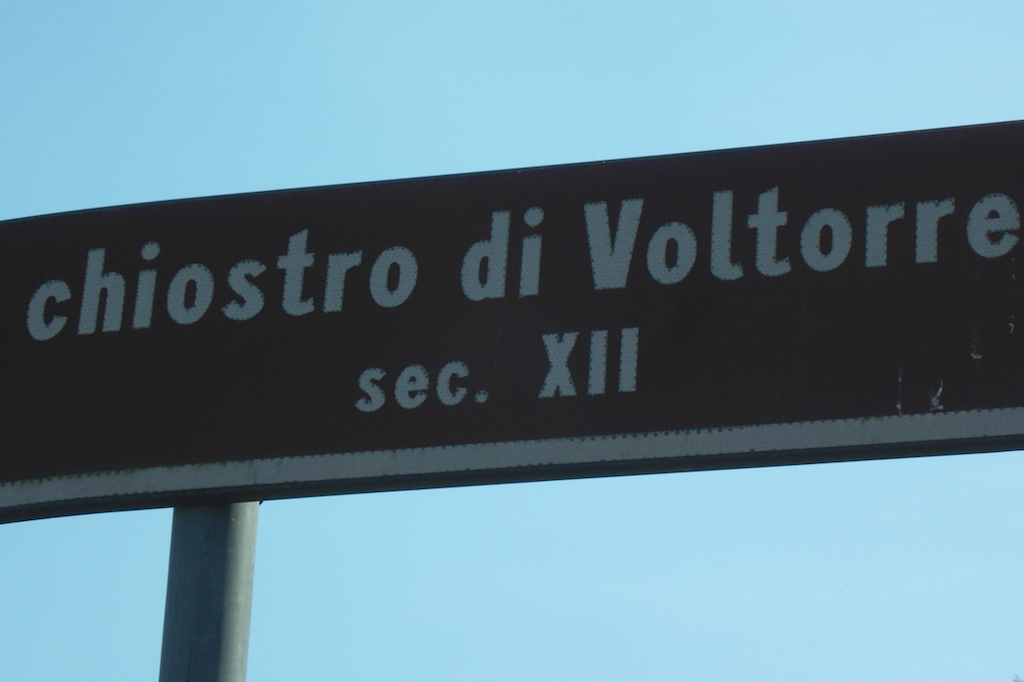 chiostro di Voltorre
sec. XII